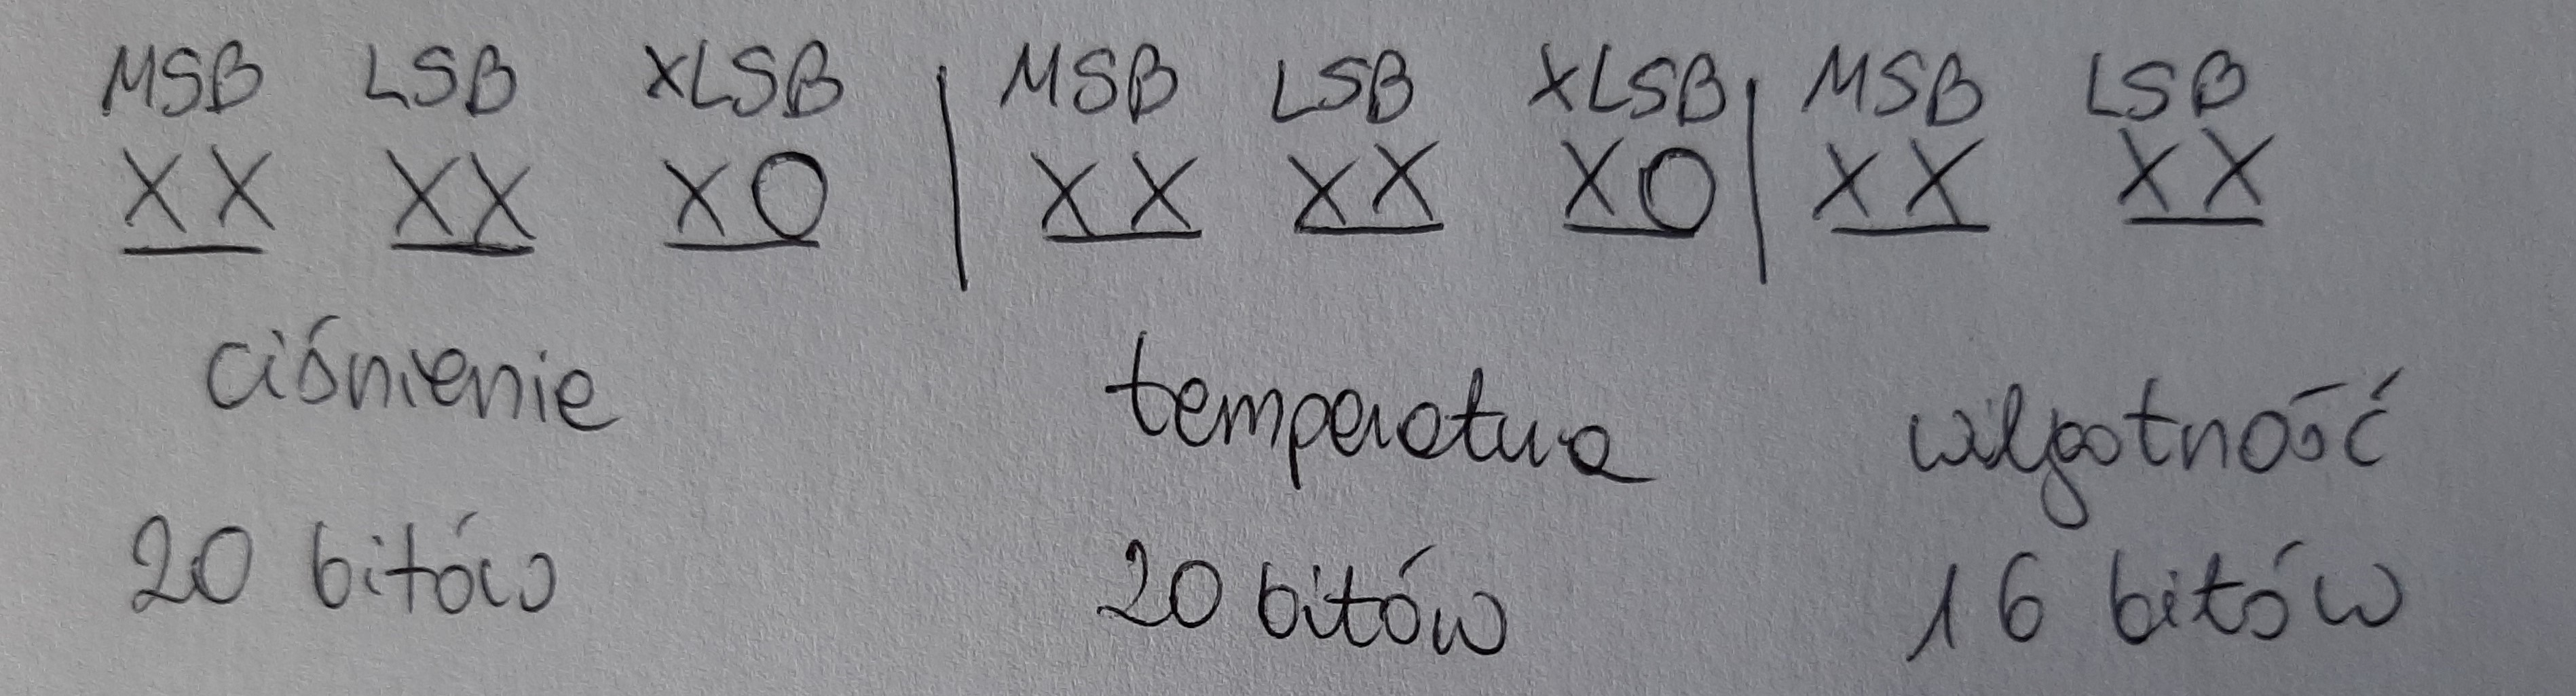 MSB LSB XLSB | MSB LSB XLSB | MSB LSB
XX XX X0 | XX XX X0 | XX XX
ciśnienie temperatura wilgotność
20 bitów 20 bitów 16 bitów